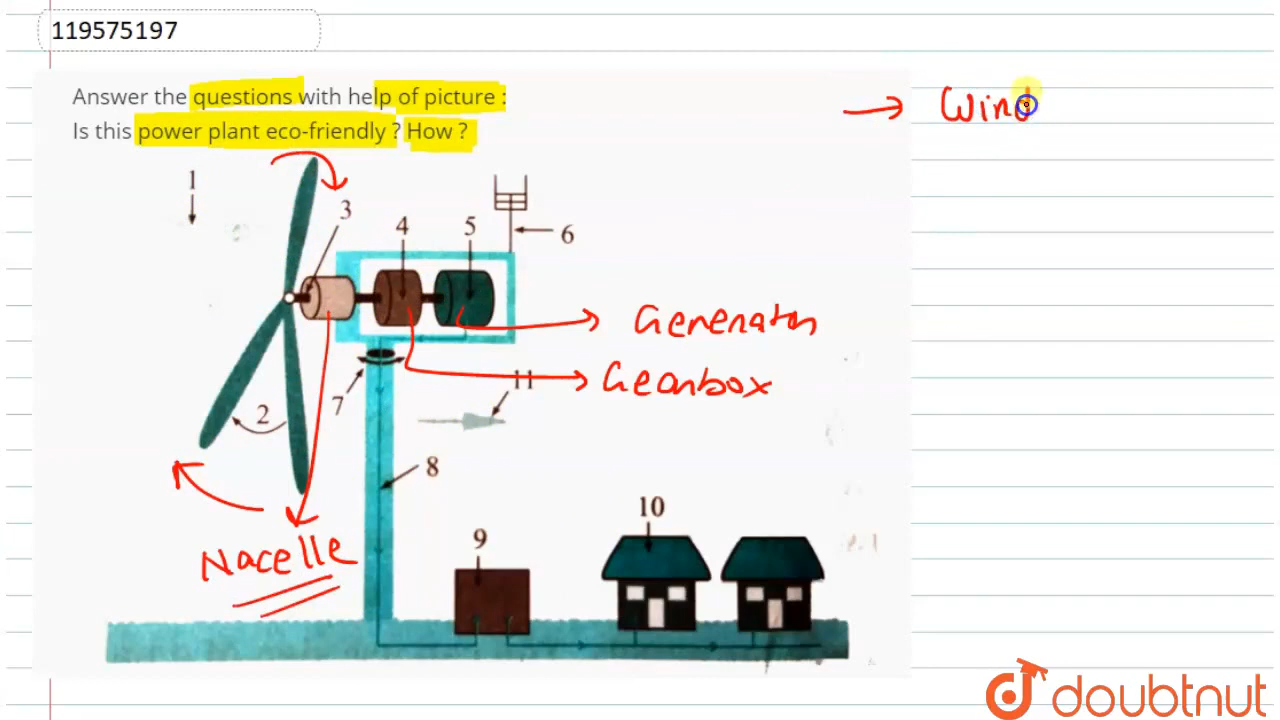 119575197
Answer the questions with help of picture :
Is this power plant eco-friendly ? How ?
→ Wind
1
3
4
5
6
Generator
Gearbox
11
7
2
8
Nacelle
9
10
doubtnut